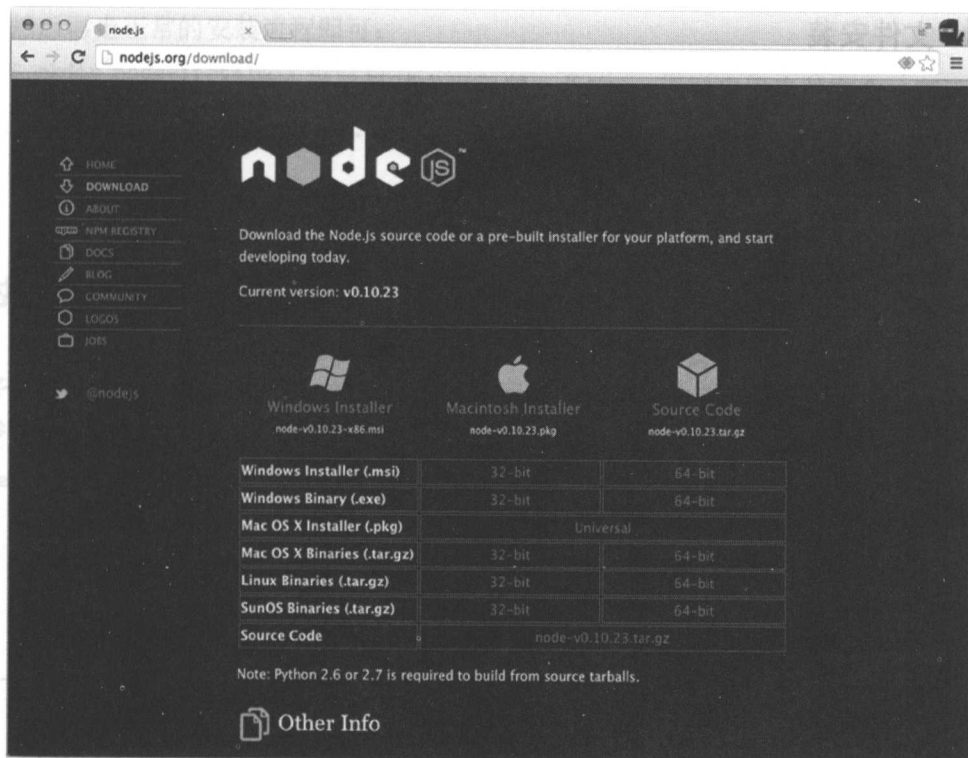 node.js
nodejs.org/download/
node JS ™
HOME
DOWNLOAD
ABOUT
NPM REGISTRY
DOCS
BLOG
COMMUNITY
LOGOS
JOBS
@nodejs
Download the Node.js source code or a pre-built installer for your platform, and start
developing today.
Current version: v0.10.23
Windows Installer
node-v0.10.23-x86.msi
Macintosh Installer
node-v0.10.23.pkg
Source Code
node-v0.10.23.tar.gz
Windows Installer (.msi) 32-bit 64-bit
Windows Binary (.exe) 32-bit 64-bit
Mac OS X Installer (.pkg) Universal
Mac OS X Binaries (.tar.gz) 32-bit 64-bit
Linux Binaries (.tar.gz) 32-bit 64-bit
SunOS Binaries (.tar.gz) 32-bit 64-bit
Source Code node-v0.10.23.tar.gz
Note: Python 2.6 or 2.7 is required to build from source tarballs.
Other Info